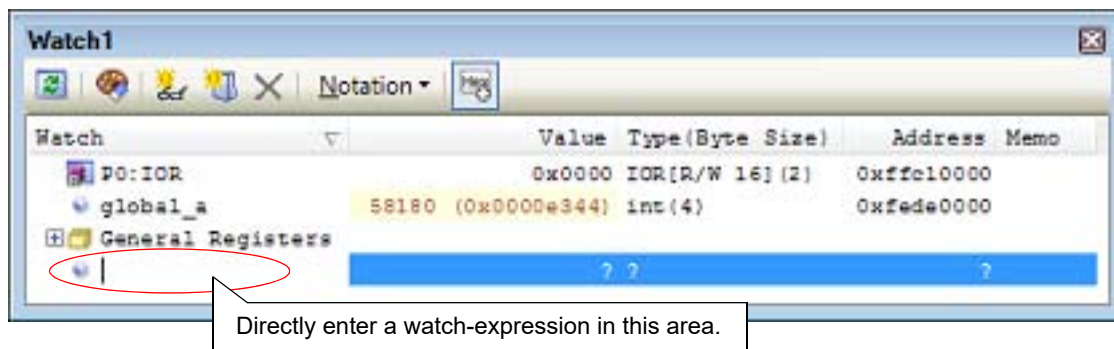 Watch1
Notation
Hex
Watch Value Type(Byte Size) Address Memo
P0:IOR 0x0000 IOR[R/W 16](2) 0xffc10000
global_a 58180 (0x0000e344) int(4) 0xfede0000
General Registers
? ? ?
Directly enter a watch-expression in this area.